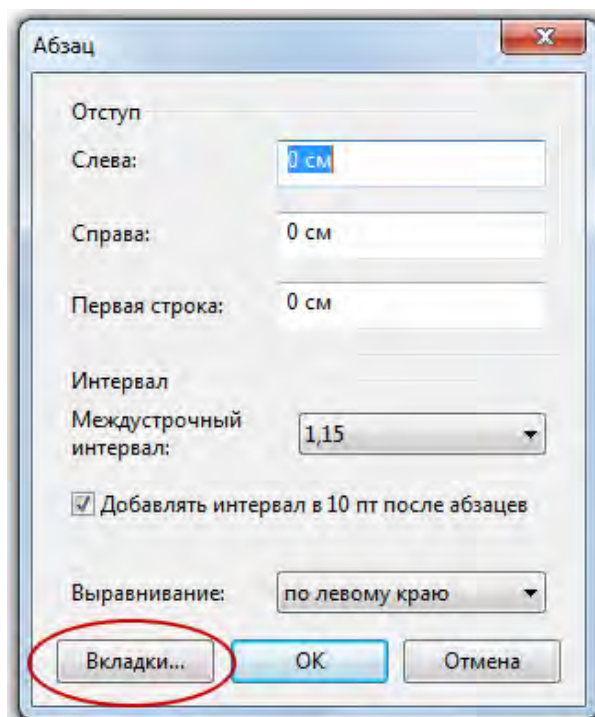 Абзац
Отступ
Слева: 0 см
Справа: 0 см
Первая строка: 0 см
Интервал
Междустрочный
интервал: 1,15
Добавлять интервал в 10 пт после абзацев
Выравнивание: по левому краю
Вкладки... ОК Отмена